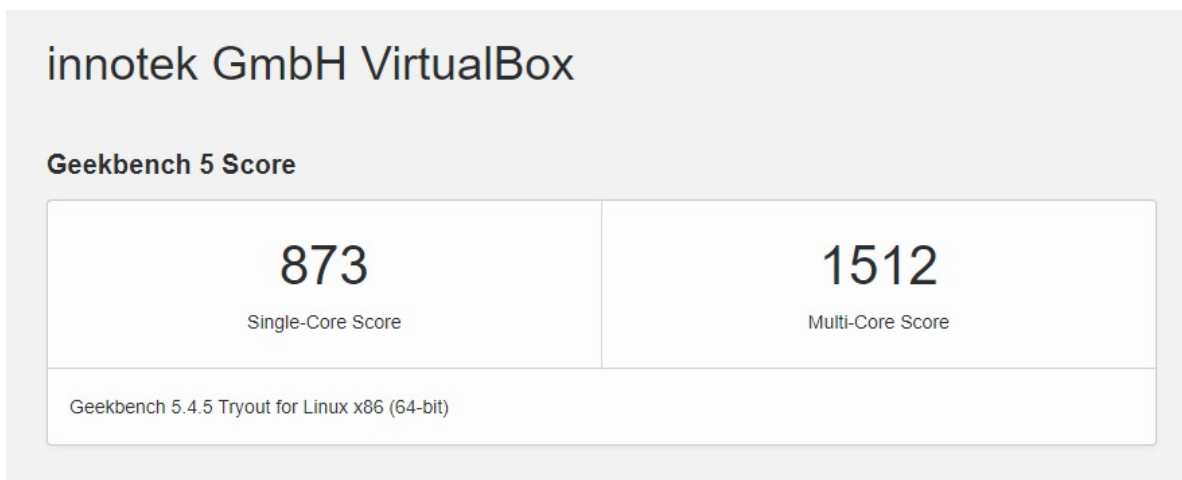 innotek GmbH VirtualBox
Geekbench 5 Score
873
Single-Core Score
1512
Multi-Core Score
Geekbench 5.4.5 Tryout for Linux x86 (64-bit)